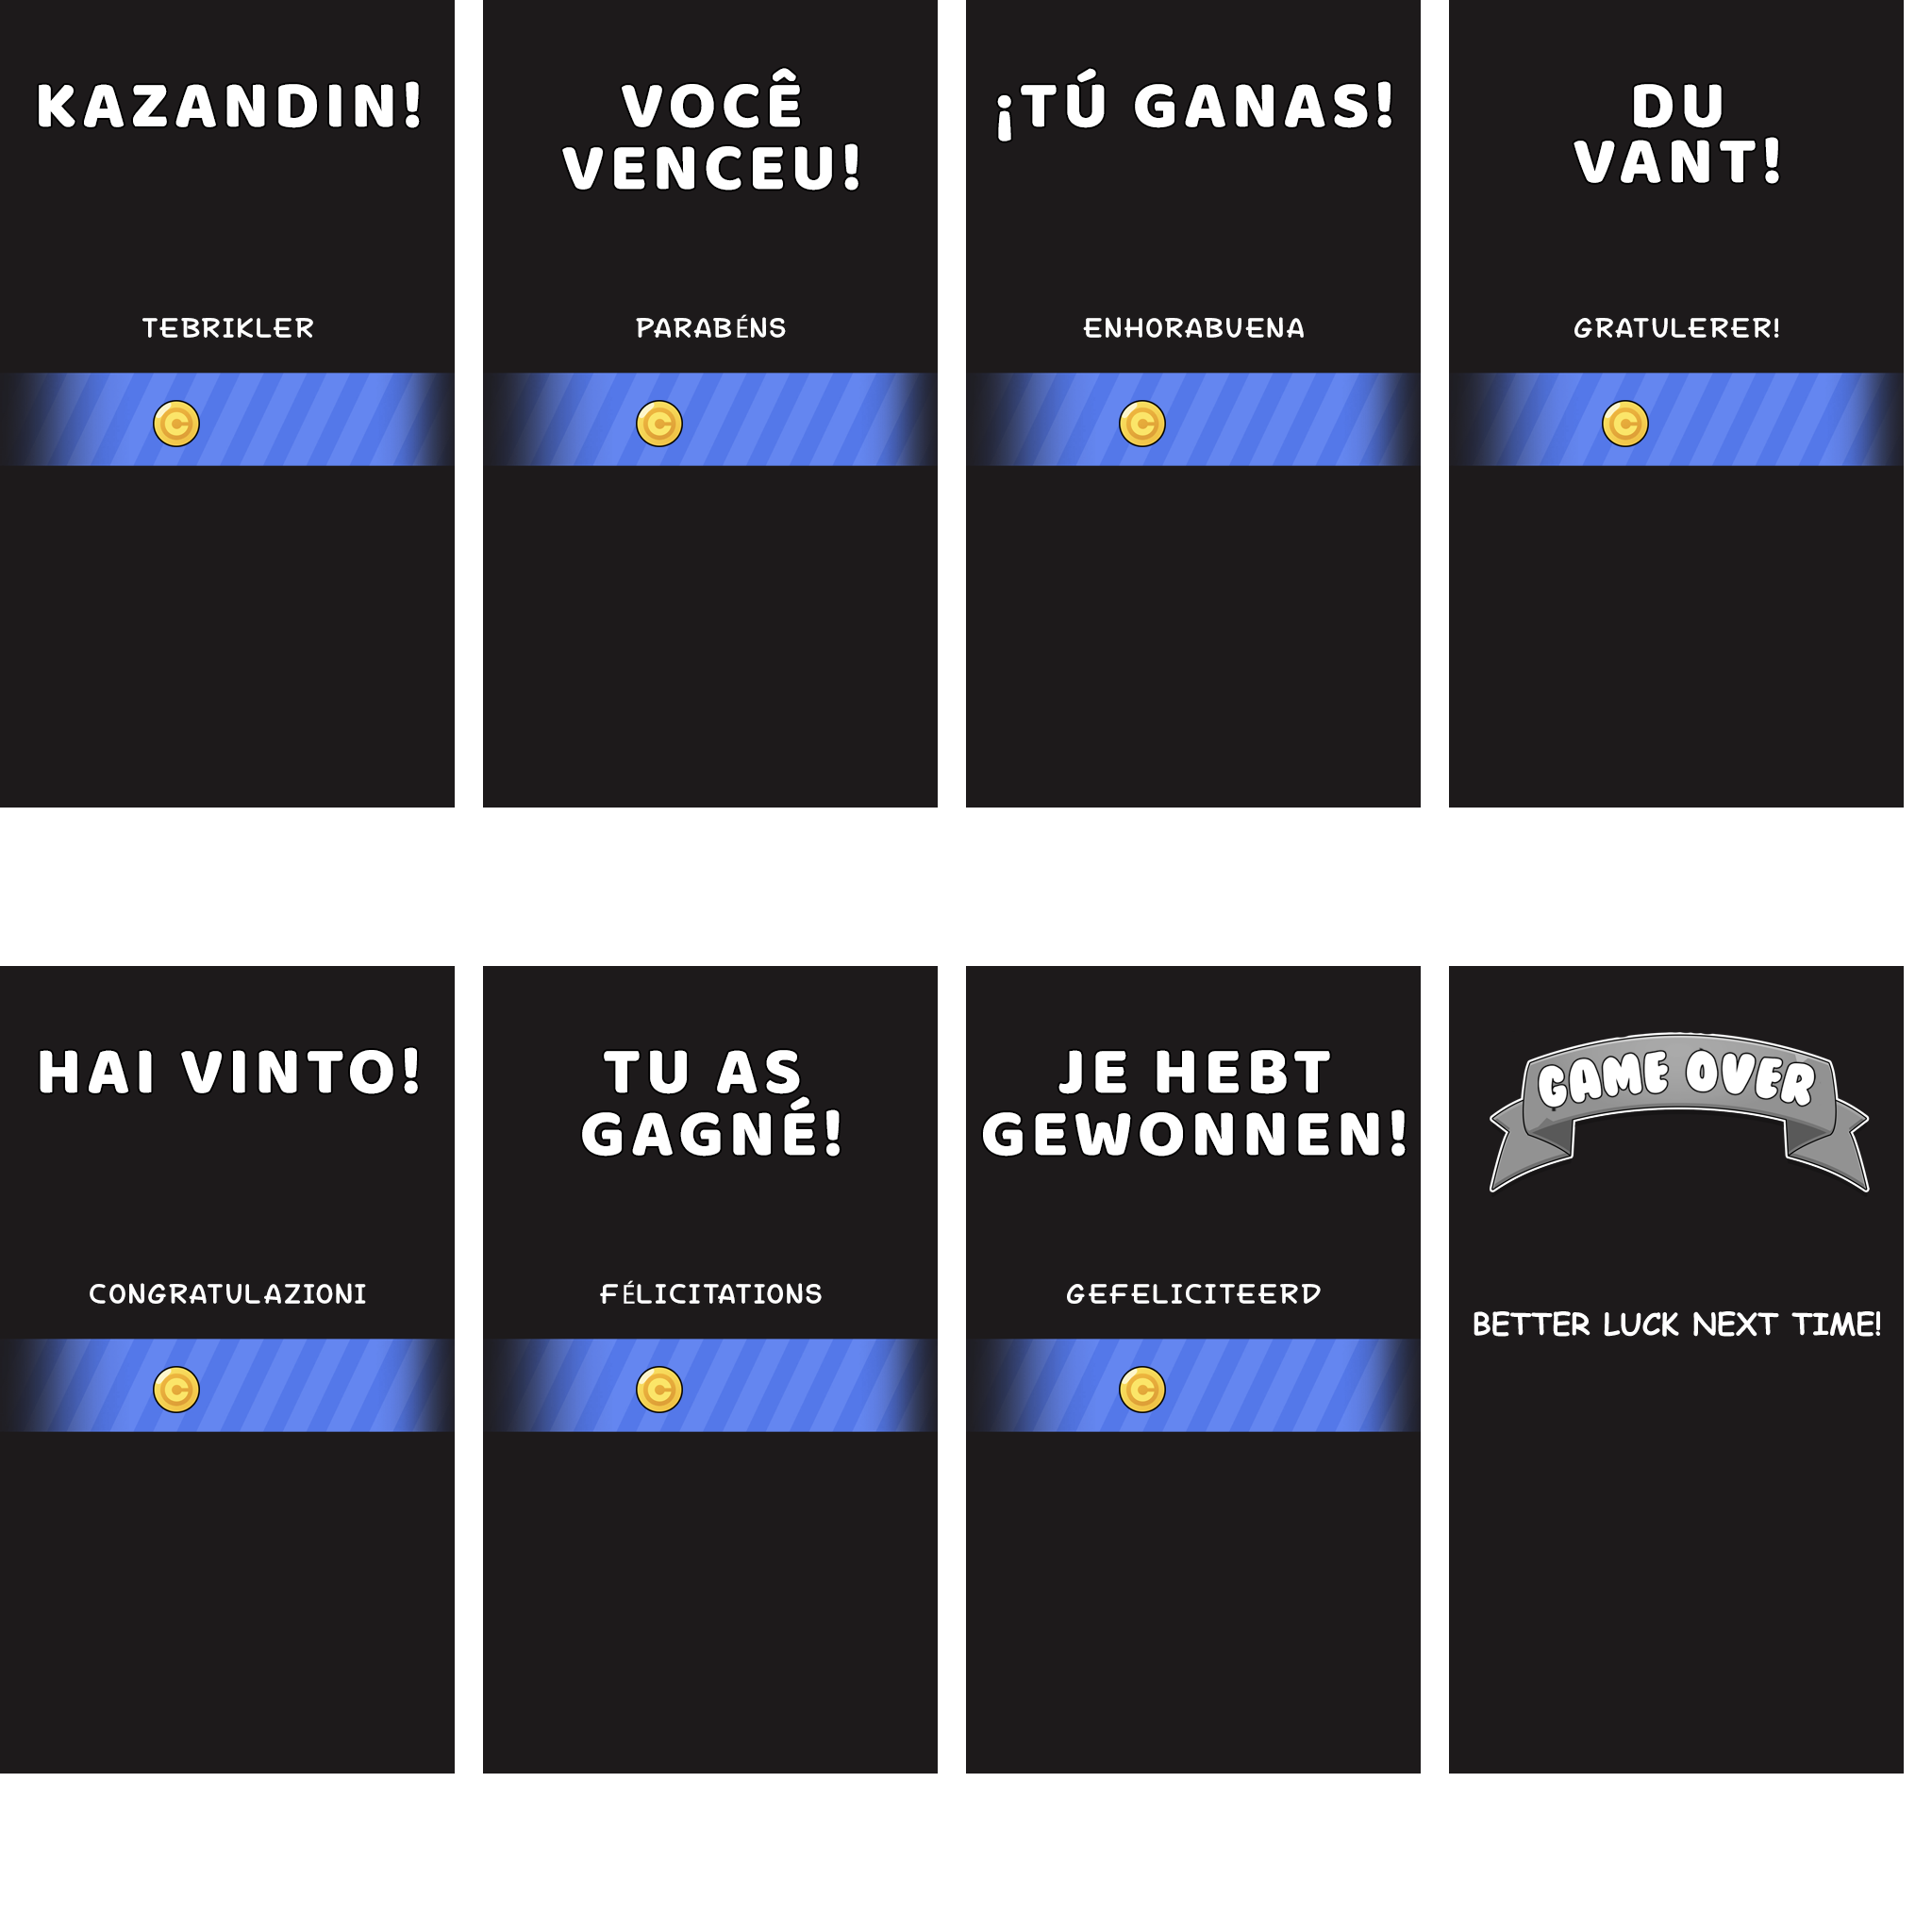 KAZANDIN!
TEBRIKLER
VOCÊ
VENCEU!
PARABÉNS
¡TÚ GANAS!
ENHORABUENA
DU
VANT!
GRATULERER!
HAI VINTO!
CONGRATULAZIONI
TU AS
GAGNÉ!
FÉLICITATIONS
JE HEBT
GEWONNEN!
GEFELICITEERD
GAME OVER
BETTER LUCK NEXT TIME!